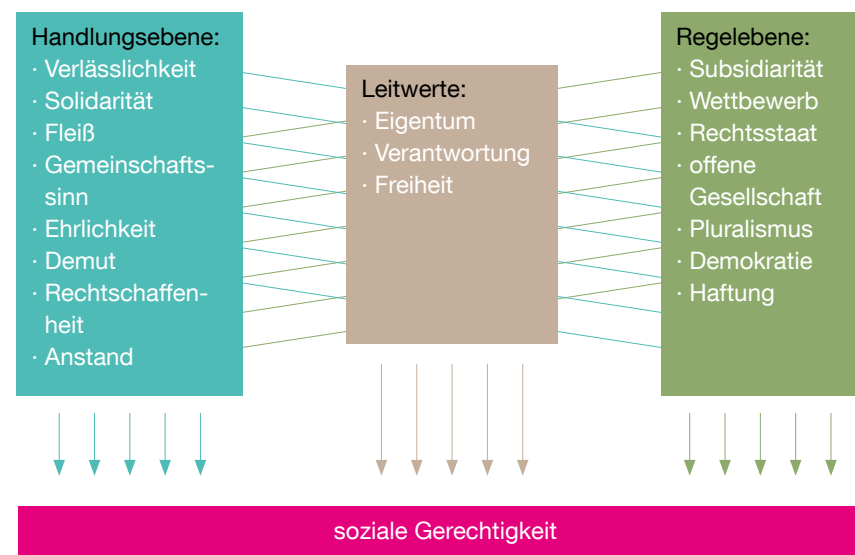 Handlungsebene:
· Verlässlichkeit
· Solidarität
· Fleiß
· Gemeinschafts-
sinn
· Ehrlichkeit
· Demut
· Rechtschaffen-
heit
· Anstand
Leitwerte:
· Eigentum
· Verantwortung
· Freiheit
Regelebene:
· Subsidiarität
· Wettbewerb
· Rechtsstaat
· offene
Gesellschaft
· Pluralismus
· Demokratie
· Haftung
soziale Gerechtigkeit